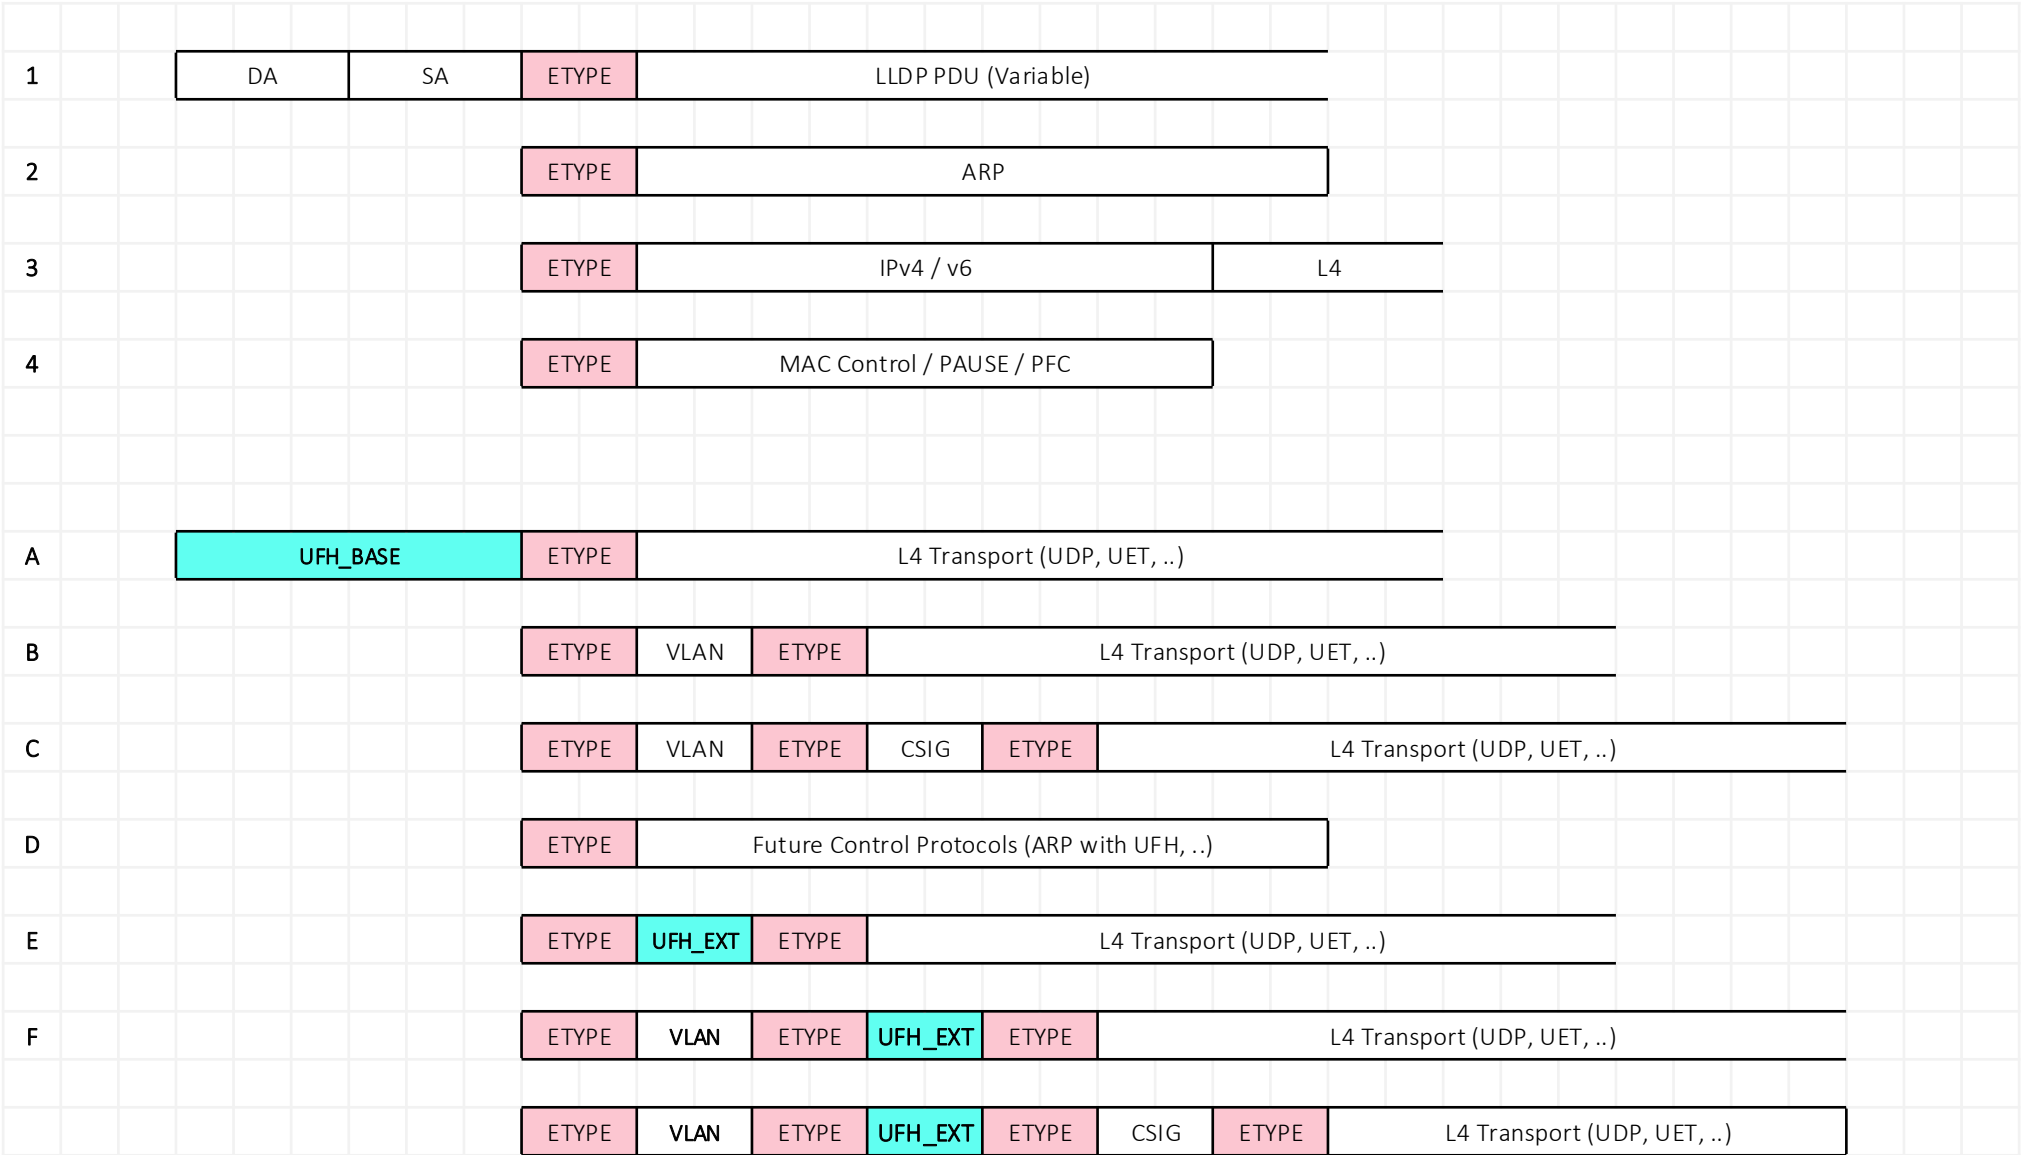 1 DA SA ETYPE LLDP PDU (Variable)
2 ETYPE ARP
3 ETYPE IPv4 / v6 L4
4 ETYPE MAC Control / PAUSE / PFC
A UFH_BASE ETYPE L4 Transport (UDP, UET, ..)
B ETYPE VLAN ETYPE L4 Transport (UDP, UET, ..)
C ETYPE VLAN ETYPE CSIG ETYPE L4 Transport (UDP, UET, ..)
D ETYPE Future Control Protocols (ARP with UFH, ..)
E ETYPE UFH_EXT ETYPE L4 Transport (UDP, UET, ..)
F ETYPE VLAN ETYPE UFH_EXT ETYPE L4 Transport (UDP, UET, ..)
ETYPE VLAN ETYPE UFH_EXT ETYPE CSIG ETYPE L4 Transport (UDP, UET, ..)